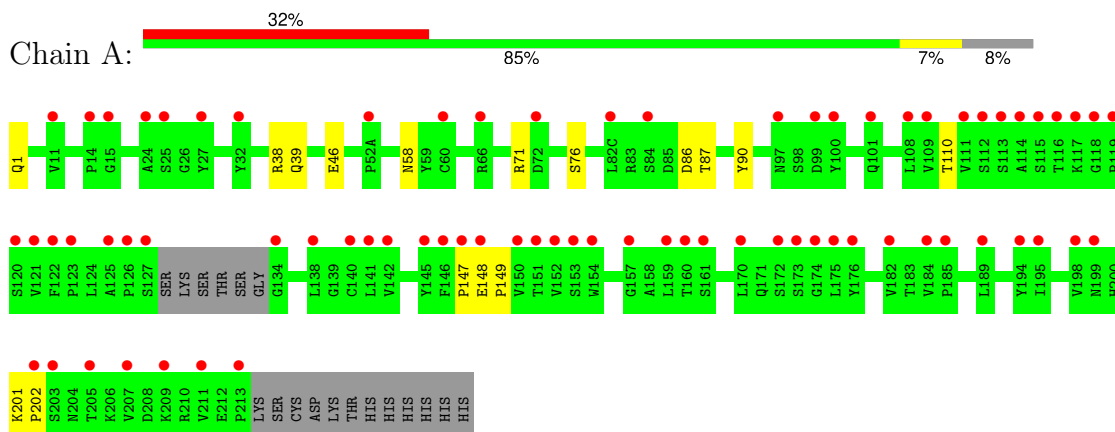 32%
Chain A:
85% 7% 8%
Q1 V11 P14 G15 A24 S25 G26 Y27 Y32 R38 Q39 E46 P52A N58 Y59 C60 R66 R71 D72 S76 L82C R83 S84 D85 D86 T87 Y90 N97 S98 D99 Y100 Q101 L108 V109 T110 V111 S112 S113 A114 S115 T116 K117 G118 P119
S120 V121 F122 P123 L124 A125 P126 S127 SER LYS SER THR SER GLY G134 L138 G139 C140 L141 V142 Y145 F146 P147 E148 P149 V150 T151 V152 S153 W154 G157 A158 L159 T160 S161 L170 Q171 S172 S173 G174 L175 Y176 V182 T183 V184 P185 L189 Y194 I195 V198 N199 H200
K201 P202 S203 N204 T205 K206 V207 D208 K209 R210 V211 E212 P213 LYS SER CYS ASP LYS THR HIS HIS HIS HIS HIS HIS